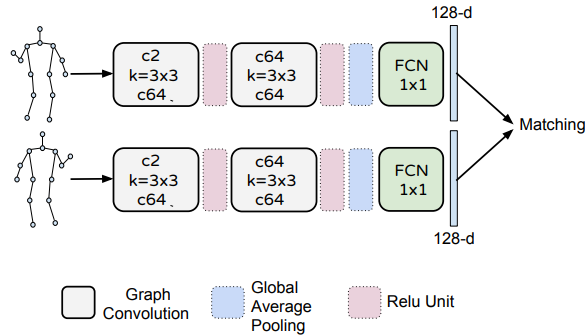 128-d
c2
k=3x3
c64
c64
k=3x3
c64
FCN
1x1
Matching
c2
k=3x3
c64
c64
k=3x3
c64
FCN
1x1
128-d
Graph
Convolution
Global
Average
Pooling
Relu Unit